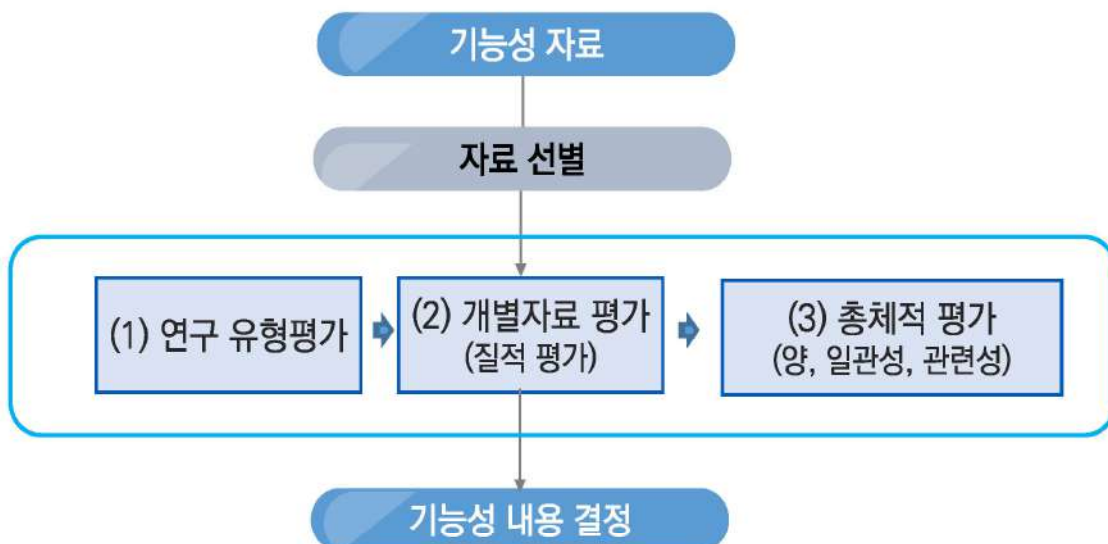 기능성 자료
자료 선별
(1) 연구 유형평가
(2) 개별자료 평가
(질적 평가)
(3) 총체적 평가
(양, 일관성, 관련성)
기능성 내용 결정